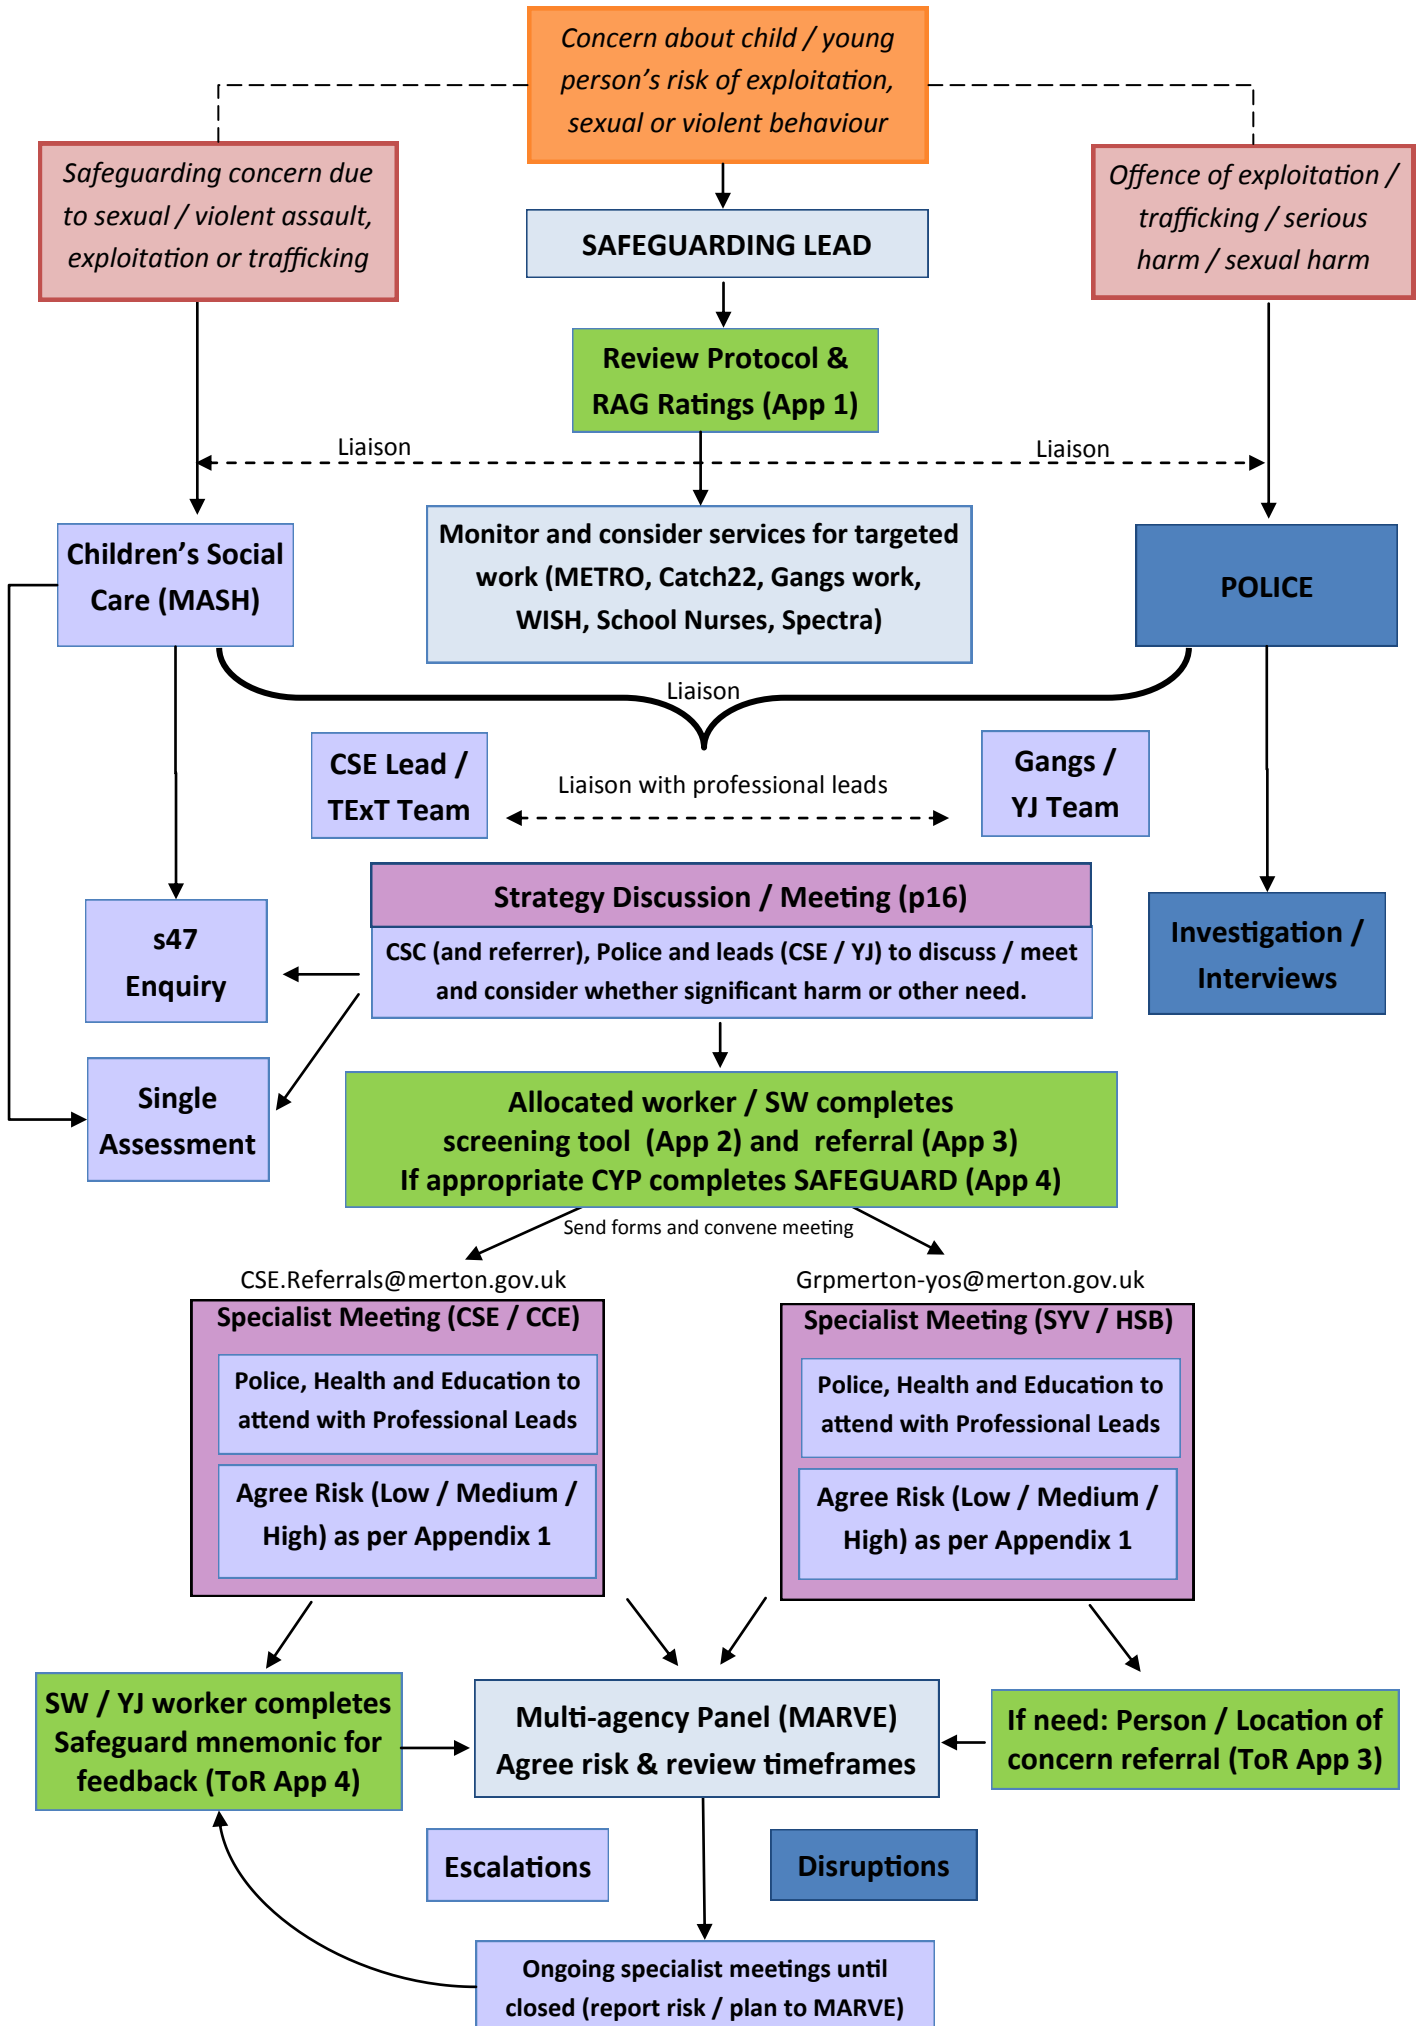 Concern about child / young
person's risk of exploitation,
sexual or violent behaviour
Safeguarding concern due
to sexual / violent assault,
exploitation or trafficking
Offence of exploitation /
trafficking / serious
harm / sexual harm
SAFEGUARDING LEAD
Review Protocol &
RAG Ratings (App 1)
Liaison
Liaison
Children's Social
Care (MASH)
Monitor and consider services for targeted
work (METRO, Catch22, Gangs work,
WISH, School Nurses, Spectra)
POLICE
Liaison
CSE Lead /
TExT Team
Liaison with professional leads
Gangs /
YJ Team
Strategy Discussion / Meeting (p16)
CSC (and referrer), Police and leads (CSE / YJ) to discuss / meet
and consider whether significant harm or other need.
s47
Enquiry
Investigation /
Interviews
Single
Assessment
Allocated worker / SW completes
screening tool  (App 2) and  referral (App 3)
If appropriate CYP completes SAFEGUARD (App 4)
Send forms and convene meeting
CSE.Referrals@merton.gov.uk
Grpmerton-yos@merton.gov.uk
Specialist Meeting (CSE / CCE)
Police, Health and Education to
attend with Professional Leads
Agree Risk (Low / Medium /
High) as per Appendix 1
Specialist Meeting (SYV / HSB)
Police, Health and Education to
attend with Professional Leads
Agree Risk (Low / Medium /
High) as per Appendix 1
SW / YJ worker completes
Safeguard mnemonic for
feedback (ToR App 4)
Multi-agency Panel (MARVE)
Agree risk & review timeframes
If need: Person / Location of
concern referral (ToR App 3)
Escalations
Disruptions
Ongoing specialist meetings until
closed (report risk / plan to MARVE)